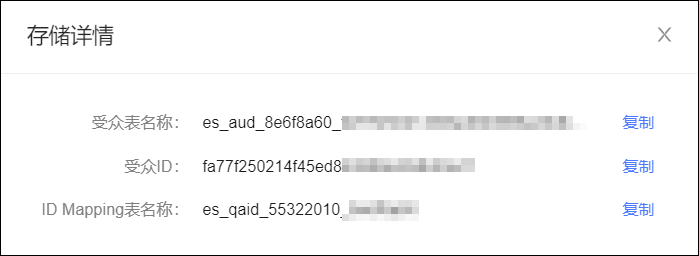 存储详情
受众表名称： es_aud_8e6f8a60_ 复制
受众ID： fa77f250214f45ed8 复制
ID Mapping表名称： es_qaid_55322010_ 复制